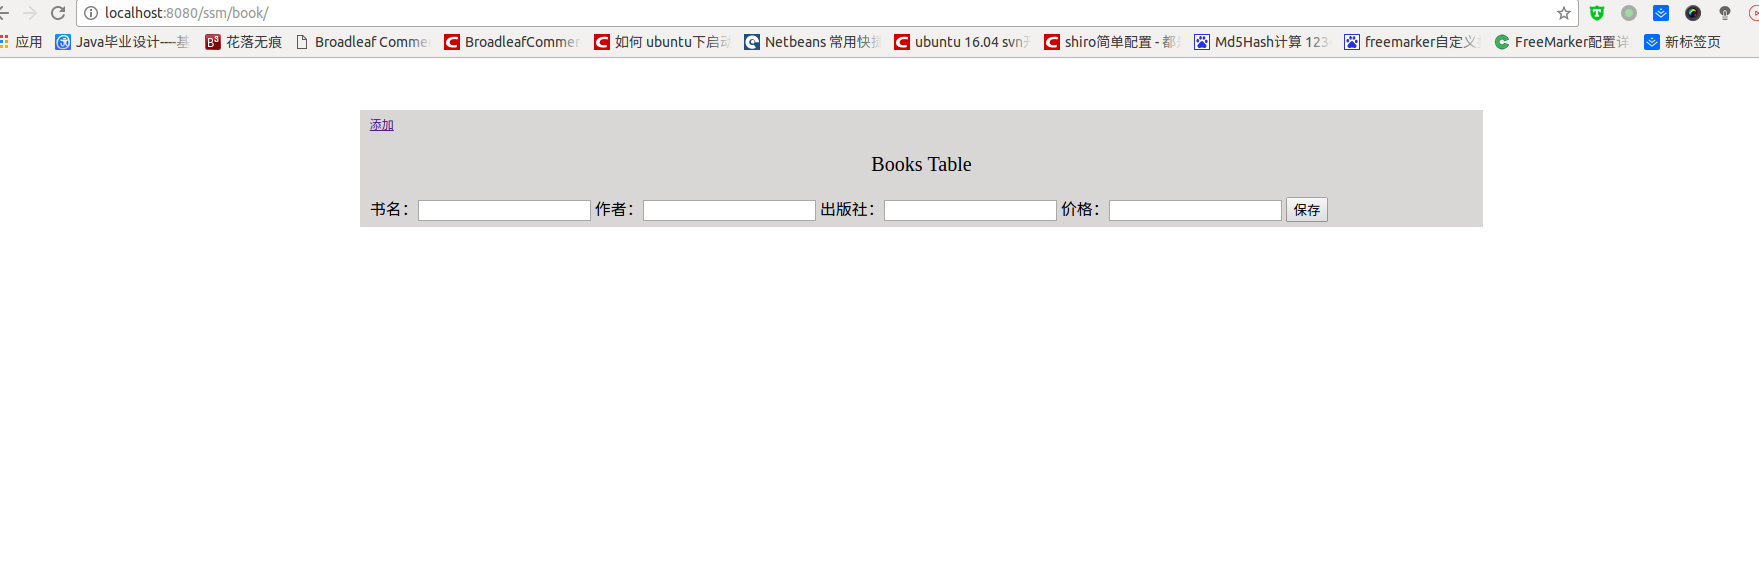 localhost:8080/ssm/book/
应用 Java毕业设计----基 花落无痕 Broadleaf Comme BroadleafCommer 如何 ubuntu下启动 Netbeans 常用快捷 ubuntu 16.04 svn开 shiro简单配置 - 都是 Md5Hash计算 123 freemarker自定义 FreeMarker配置详 新标签页
添加
Books Table
书名： 作者： 出版社： 价格： 保存